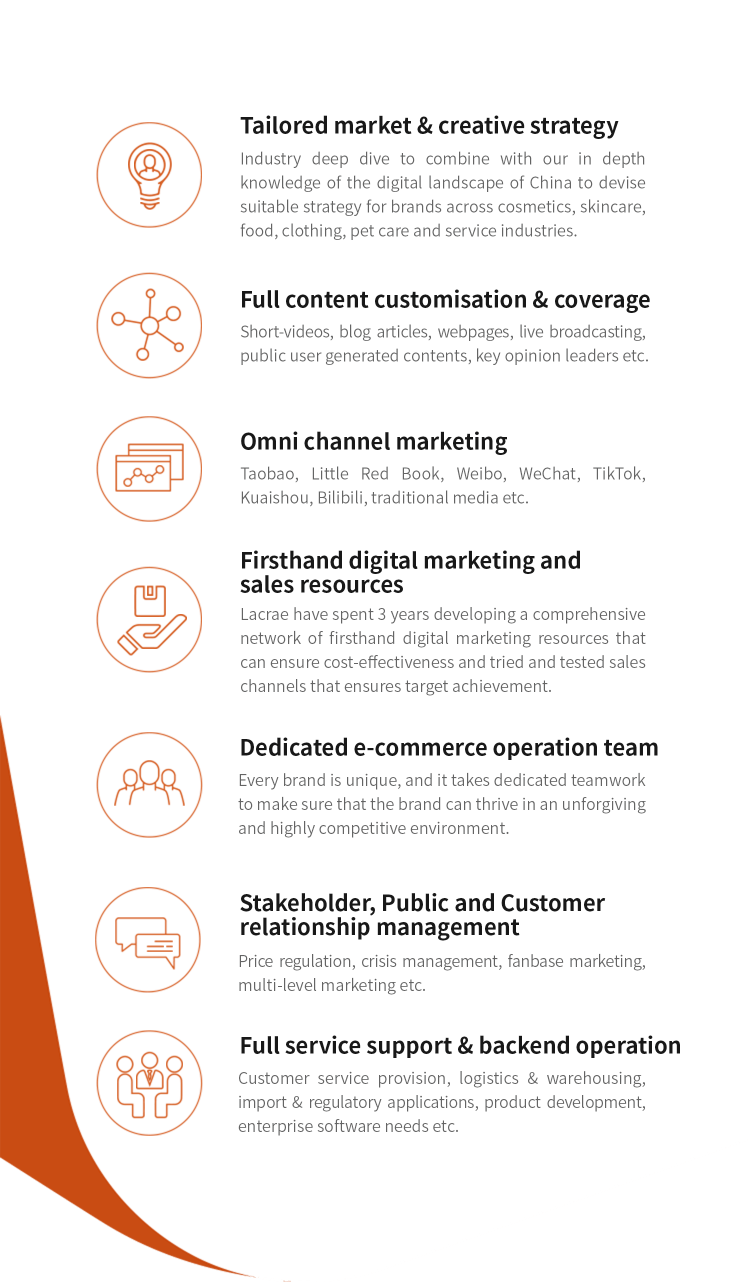 Tailored market & creative strategy
Industry deep dive to combine with our in depth
knowledge of the digital landscape of China to devise
suitable strategy for brands across cosmetics, skincare,
food, clothing, pet care and service industries.
Full content customisation & coverage
Short-videos, blog articles, webpages, live broadcasting,
public user generated contents, key opinion leaders etc.
Omni channel marketing
Taobao, Little Red Book, Weibo, WeChat, TikTok,
Kuaishou, Bilibili, traditional media etc.
Firsthand digital marketing and
sales resources
Lacrae have spent 3 years developing a comprehensive
network of firsthand digital marketing resources that
can ensure cost-effectiveness and tried and tested sales
channels that ensures target achievement.
Dedicated e-commerce operation team
Every brand is unique, and it takes dedicated teamwork
to make sure that the brand can thrive in an unforgiving
and highly competitive environment.
Stakeholder, Public and Customer
relationship management
Price regulation, crisis management, fanbase marketing,
multi-level marketing etc.
Full service support & backend operation
Customer service provision, logistics & warehousing,
import & regulatory applications, product development,
enterprise software needs etc.